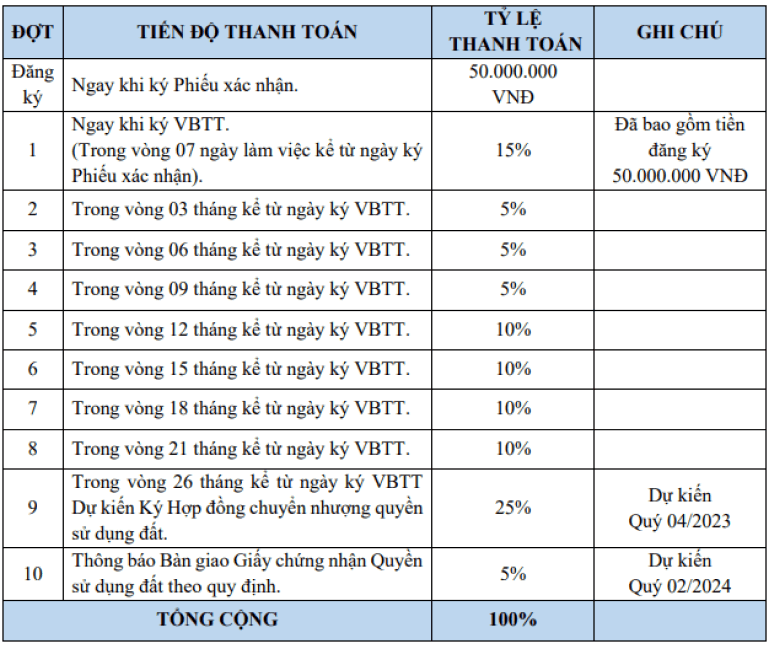 ĐỢT
TIẾN ĐỘ THANH TOÁN
TỶ LỆ
THANH TOÁN
GHI CHÚ
Đăng
ký
Ngay khi ký Phiếu xác nhận.
50.000.000
VNĐ
1
Ngay khi ký VBTT.
(Trong vòng 07 ngày làm việc kể từ ngày ký
Phiếu xác nhận).
15%
Đã bao gồm tiền
đăng ký
50.000.000 VNĐ
2
Trong vòng 03 tháng kể từ ngày ký VBTT.
5%
3
Trong vòng 06 tháng kể từ ngày ký VBTT.
5%
4
Trong vòng 09 tháng kể từ ngày ký VBTT.
5%
5
Trong vòng 12 tháng kể từ ngày ký VBTT.
10%
6
Trong vòng 15 tháng kể từ ngày ký VBTT.
10%
7
Trong vòng 18 tháng kể từ ngày ký VBTT.
10%
8
Trong vòng 21 tháng kể từ ngày ký VBTT.
10%
9
Trong vòng 26 tháng kể từ ngày ký VBTT
Dự kiến Ký Hợp đồng chuyển nhượng quyền
sử dụng đất.
25%
Dự kiến
Quý 04/2023
10
Thông báo Bàn giao Giấy chứng nhận Quyền
sử dụng đất theo quy định.
5%
Dự kiến
Quý 02/2024
TỔNG CỘNG
100%